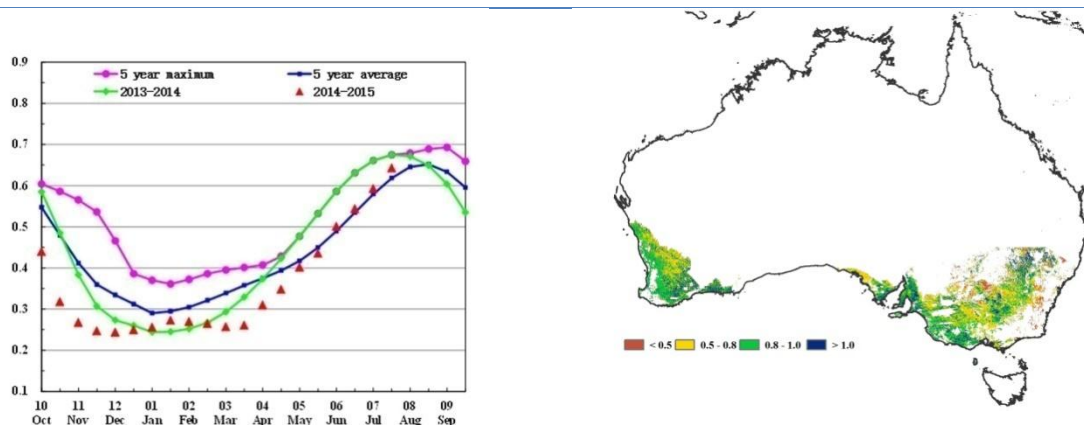 0.9
5 year maximum 5 year average
0.8
2013-2014 2014-2015
0.7
0.6
0.5
0.4
0.3
0.2
0.1
10 11 12 01 02 03 04 05 06 07 08 09
Oct Nov Dec Jan Feb Mar Apr May Jun Jul Aug Sep
< 0.5 0.5 - 0.8 0.8 - 1.0 > 1.0